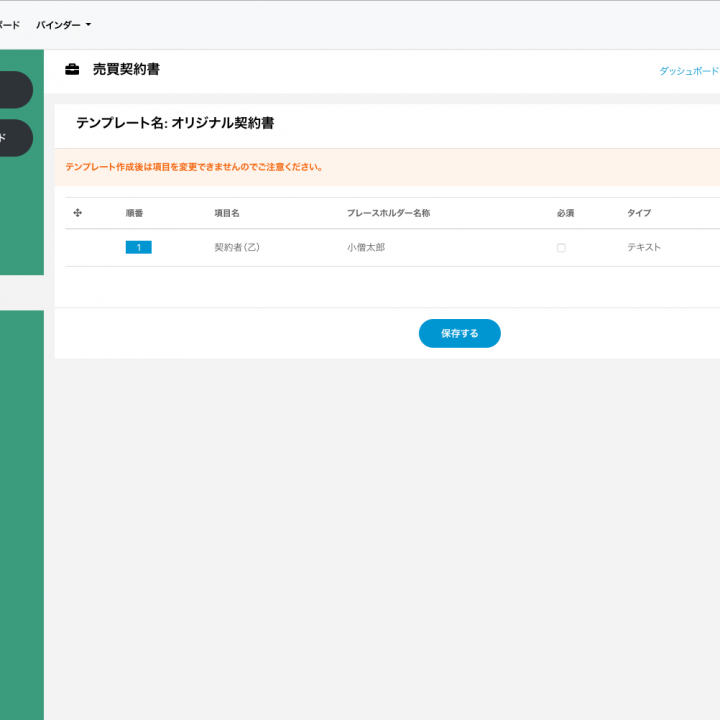 ボード バインダー
売買契約書
ダッシュボード
ド
テンプレート名: オリジナル契約書
テンプレート作成後は項目を変更できませんのでご注意ください。
順番 項目名 プレースホルダー名称 必須 タイプ
1 契約者(乙) 小僧太郎 テキスト
保存する